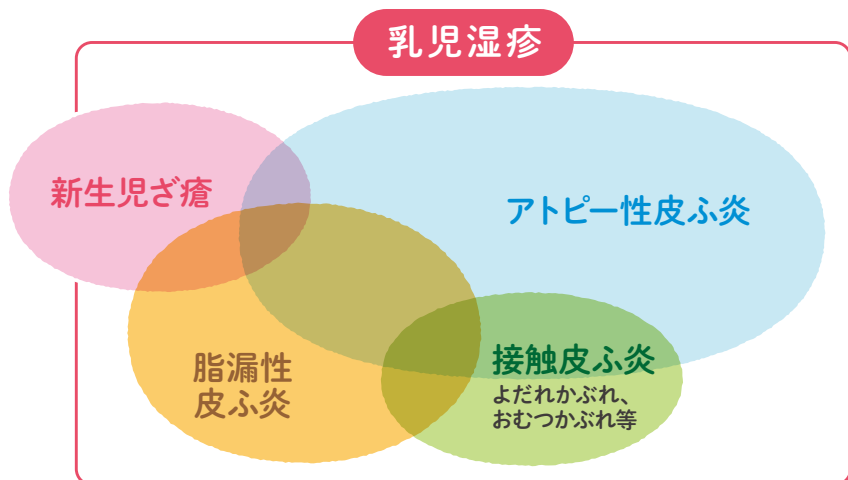 乳児湿疹
新生児ざ瘡
アトピー性皮ふ炎
脂漏性
皮ふ炎
接触皮ふ炎
よだれかぶれ、
おむつかぶれ等